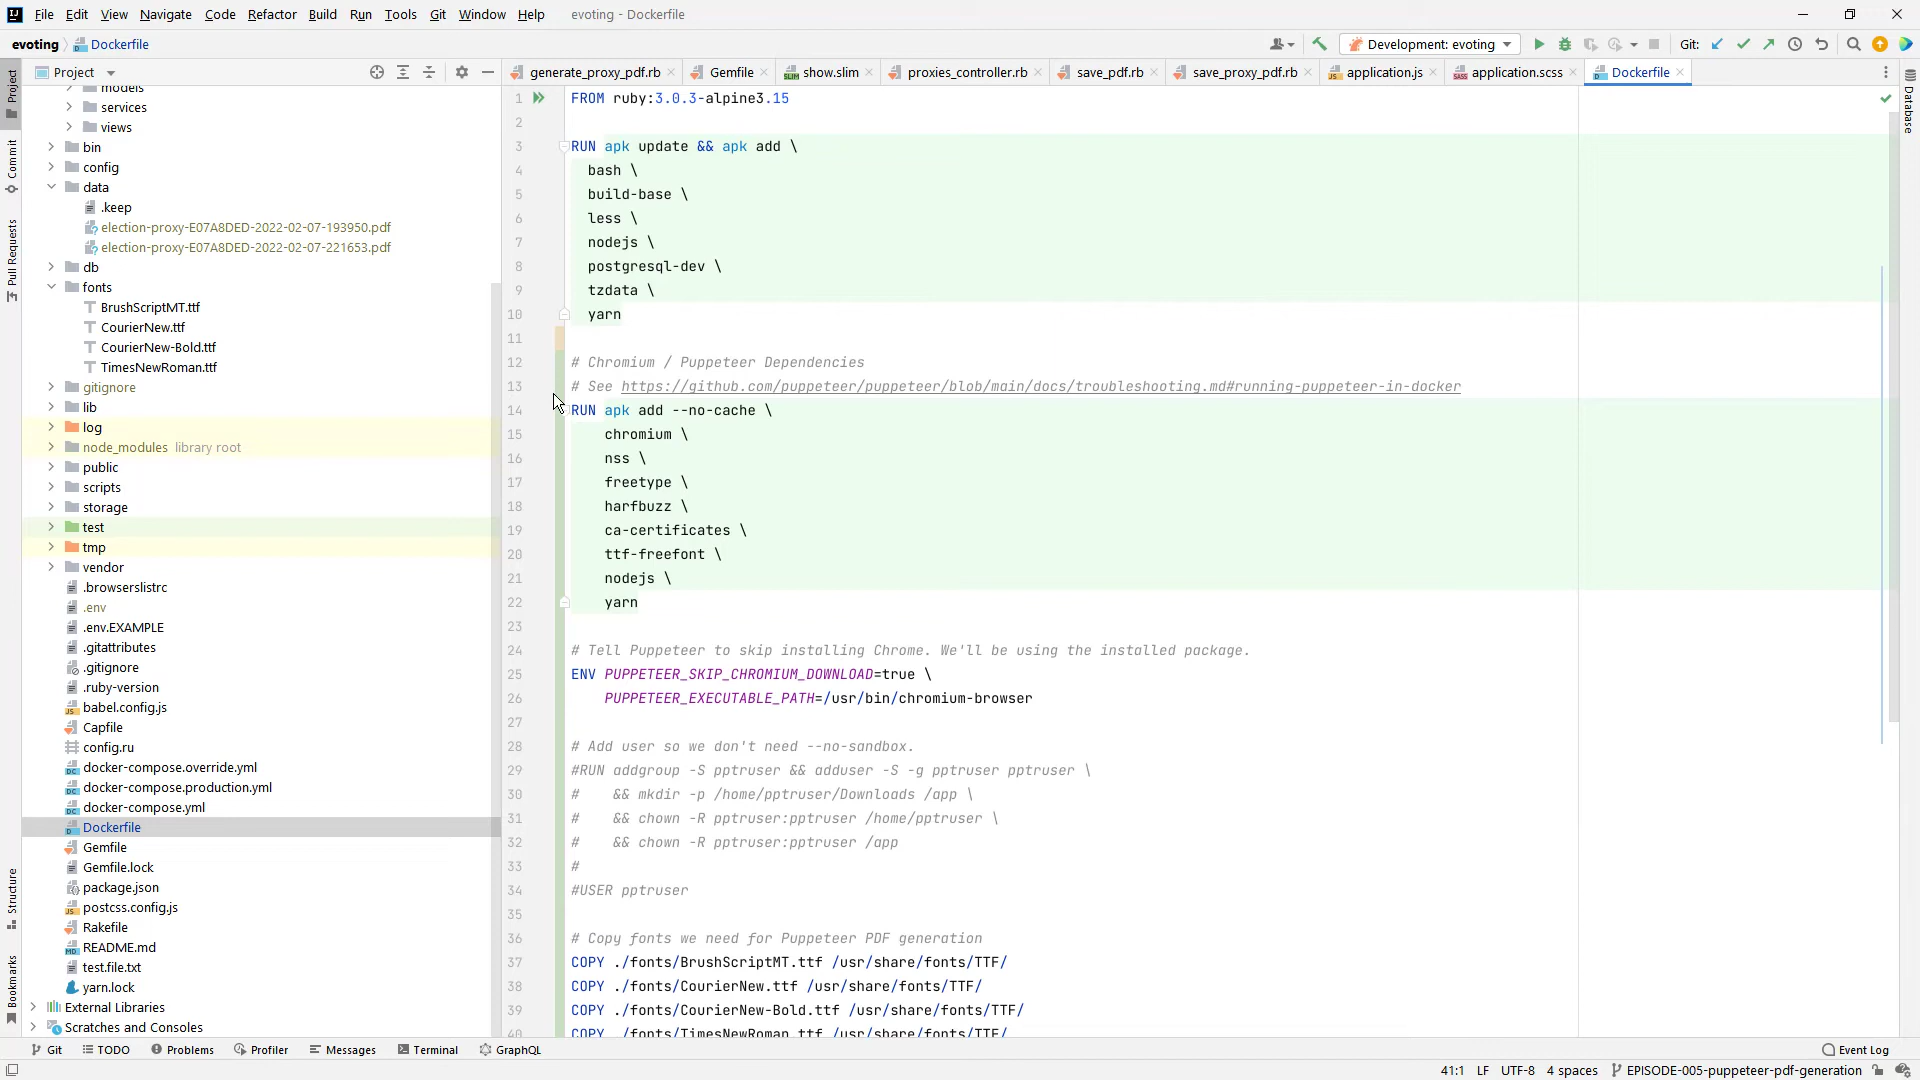 File Edit View Navigate Code Refactor Build Run Tools Git Window Help evoting - Dockerfile
evoting Dockerfile Development: evoting Git:
Project generate_proxy_pdf.rb Gemfile show.slim proxies_controller.rb save_pdf.rb save_proxy_pdf.rb application.js application.scss Dockerfile
Project
Commit
Pull Requests
Structure
Bookmarks
Database
models
services
views
bin
config
data
.keep
election-proxy-E07A8DED-2022-02-07-193950.pdf
election-proxy-E07A8DED-2022-02-07-221653.pdf
db
fonts
BrushScriptMT.ttf
CourierNew.ttf
CourierNew-Bold.ttf
TimesNewRoman.ttf
gitignore
lib
log
node_modules library root
public
scripts
storage
test
tmp
vendor
.browserslistrc
.env
.env.EXAMPLE
.gitattributes
.gitignore
.ruby-version
babel.config.js
Capfile
config.ru
docker-compose.override.yml
docker-compose.production.yml
docker-compose.yml
Dockerfile
Gemfile
Gemfile.lock
package.json
postcss.config.js
Rakefile
README.md
test.file.txt
yarn.lock
External Libraries
Scratches and Consoles
1 FROM ruby:3.0.3-alpine3.15
2
3 RUN apk update && apk add \
4 bash \
5 build-base \
6 less \
7 nodejs \
8 postgresql-dev \
9 tzdata \
10 yarn
11
12 # Chromium / Puppeteer Dependencies
13 # See https://github.com/puppeteer/puppeteer/blob/main/docs/troubleshooting.md#running-puppeteer-in-docker
14 RUN apk add --no-cache \
15 chromium \
16 nss \
17 freetype \
18 harfbuzz \
19 ca-certificates \
20 ttf-freefont \
21 nodejs \
22 yarn
23
24 # Tell Puppeteer to skip installing Chrome. We'll be using the installed package.
25 ENV PUPPETEER_SKIP_CHROMIUM_DOWNLOAD=true \
26 PUPPETEER_EXECUTABLE_PATH=/usr/bin/chromium-browser
27
28 # Add user so we don't need --no-sandbox.
29 #RUN addgroup -S pptruser && adduser -S -g pptruser pptruser \
30 # && mkdir -p /home/pptruser/Downloads /app \
31 # && chown -R pptruser:pptruser /home/pptruser \
32 # && chown -R pptruser:pptruser /app
33 #
34 #USER pptruser
35
36 # Copy fonts we need for Puppeteer PDF generation
37 COPY ./fonts/BrushScriptMT.ttf /usr/share/fonts/TTF/
38 COPY ./fonts/CourierNew.ttf /usr/share/fonts/TTF/
39 COPY ./fonts/CourierNew-Bold.ttf /usr/share/fonts/TTF/
40 COPY ./fonts/TimesNewRoman.ttf /usr/share/fonts/TTF/
Git TODO Problems Profiler Messages Terminal GraphQL Event Log
41:1 LF UTF-8 4 spaces EPISODE-005-puppeteer-pdf-generation